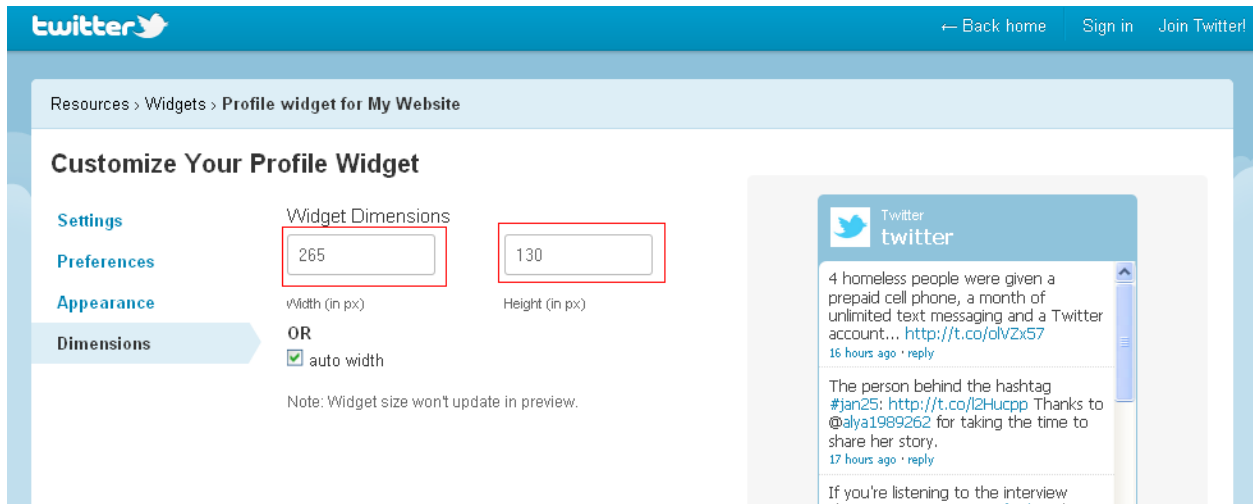 twitter
← Back home Sign in Join Twitter!
Resources › Widgets › Profile widget for My Website
Customize Your Profile Widget
Settings
Preferences
Appearance
Dimensions
Widget Dimensions
265
130
Width (in px)
Height (in px)
OR
auto width
Note: Widget size won't update in preview.
Twitter
twitter
4 homeless people were given a
prepaid cell phone, a month of
unlimited text messaging and a Twitter
account... http://t.co/olVZx57
16 hours ago · reply
The person behind the hashtag
#jan25: http://t.co/l2Hucpp Thanks to
@alya1989262 for taking the time to
share her story.
17 hours ago · reply
If you're listening to the interview